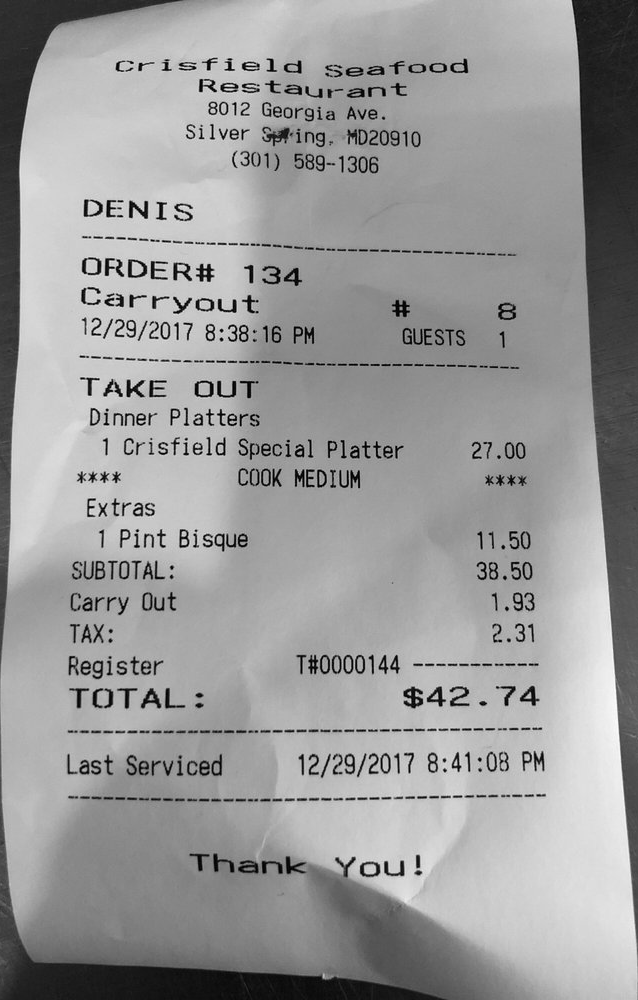 Crisfield Seafood
Restaurant
8012 Georgia Ave.
Silver Spring, MD20910
(301) 589-1306
DENIS
ORDER# 134
Carryout # 8
12/29/2017 8:38:16 PM GUESTS 1
TAKE OUT
Dinner Platters
1 Crisfield Special Platter 27.00
**** COOK MEDIUM ****
Extras
1 Pint Bisque 11.50
SUBTOTAL: 38.50
Carry Out 1.93
TAX: 2.31
Register T#0000144 ------------
TOTAL: $42.74
Last Serviced 12/29/2017 8:41:08 PM
Thank You!